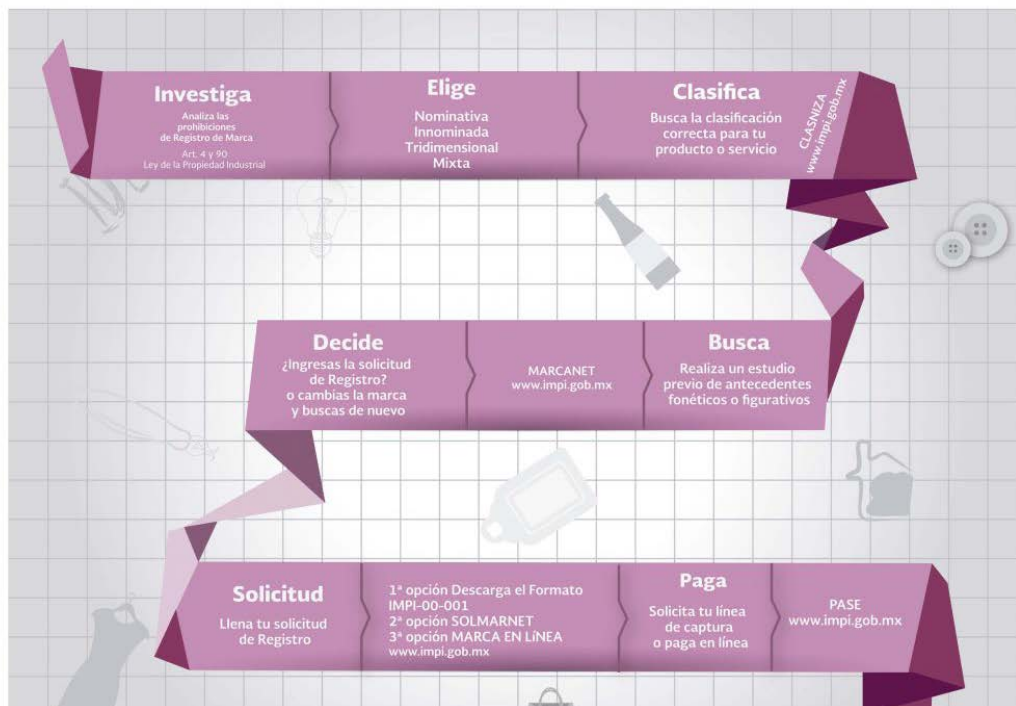 Investiga
Analiza las
prohibiciones
de Registro de Marca
Art. 4 y 90
Ley de la Propiedad Industrial
Elige
Nominativa
Innominada
Tridimensional
Mixta
Clasifica
Busca la clasificación
correcta para tu
producto o servicio
CLASNIZA
www.impi.gob.mx
Busca
Realiza un estudio
previo de antecedentes
fonéticos o figurativos
MARCANET
www.impi.gob.mx
Decide
¿Ingresas la solicitud
de Registro?
o cambias la marca
y buscas de nuevo
Solicitud
Llena tu solicitud
de Registro
1ª opción Descarga el Formato
IMPI-00-001
2ª opción SOLMARNET
3ª opción MARCA EN LíNEA
www.impi.gob.mx
Paga
Solicita tu línea
de captura
o paga en línea
PASE
www.impi.gob.mx